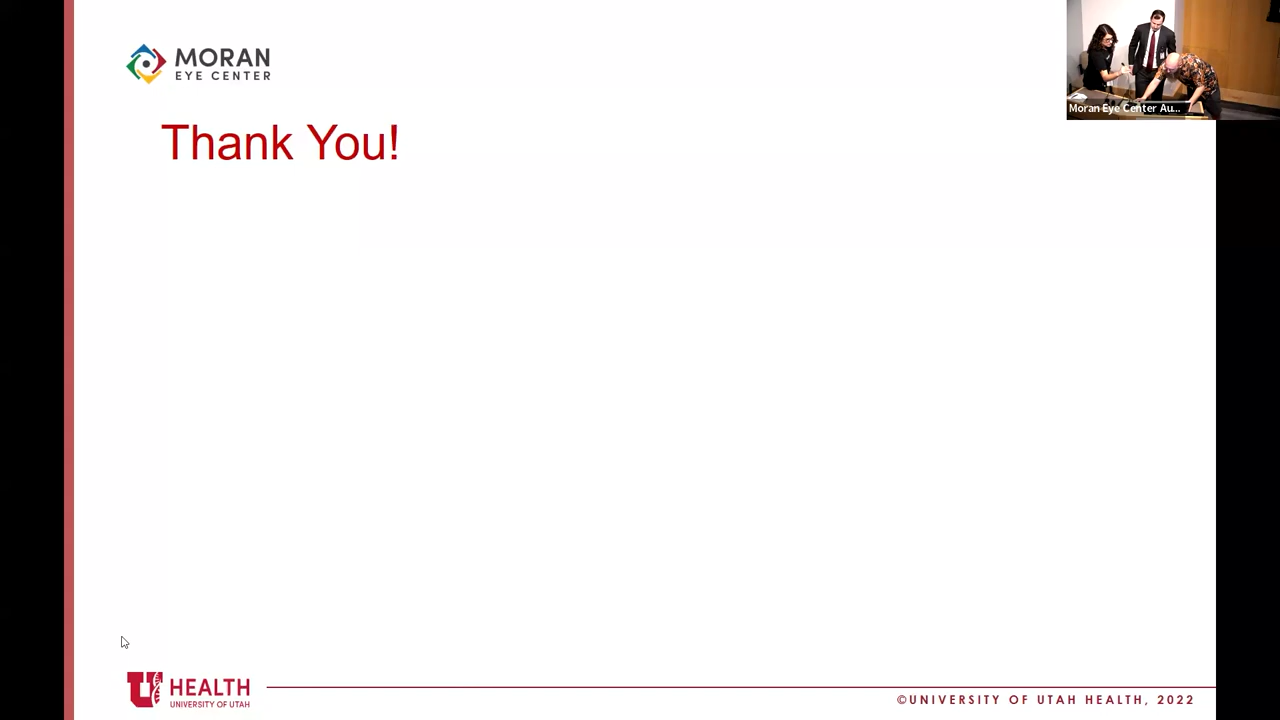 MORAN
EYE CENTER
Moran Eye Center Au...
Thank You!
U HEALTH
UNIVERSITY OF UTAH
©UNIVERSITY OF UTAH HEALTH, 2022